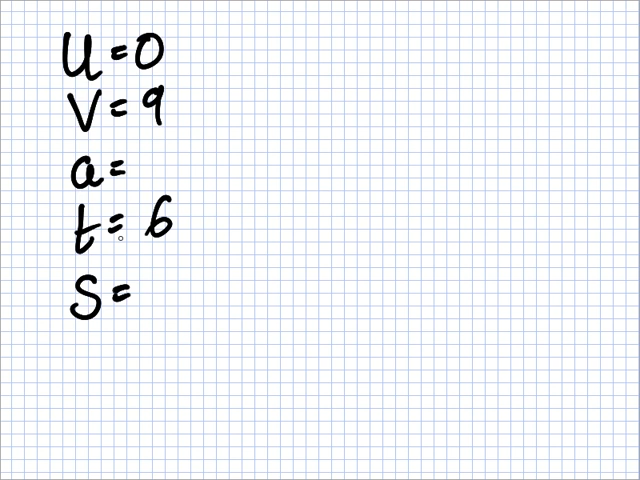 u = 0
v = 9
a =
t = 6
s =